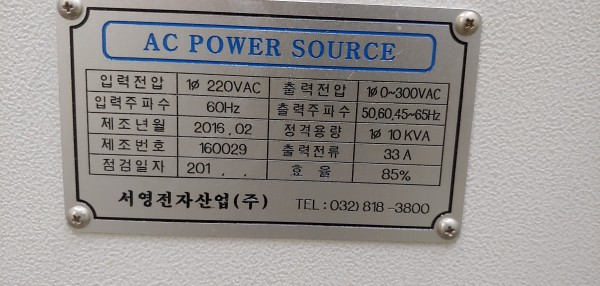 AC POWER SOURCE
입력전압 1Ø 220VAC 출력전압 1Ø 0~300VAC
입력주파수 60Hz 출력주파수 50,60,45~65Hz
제조년월 2016.02 정격용량 1Ø 10 KVA
제조번호 160029 출력전류 33 A
점검일자 201 . . 효 율 85%
서영전자산업(주) TEL : 032) 818 -3800